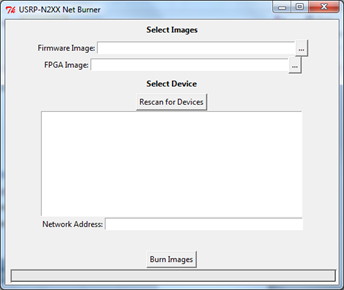 USRP-N2XX Net Burner
Select Images
Firmware Image: ...
FPGA Image: ...
Select Device
Rescan for Devices
Network Address:
Burn Images